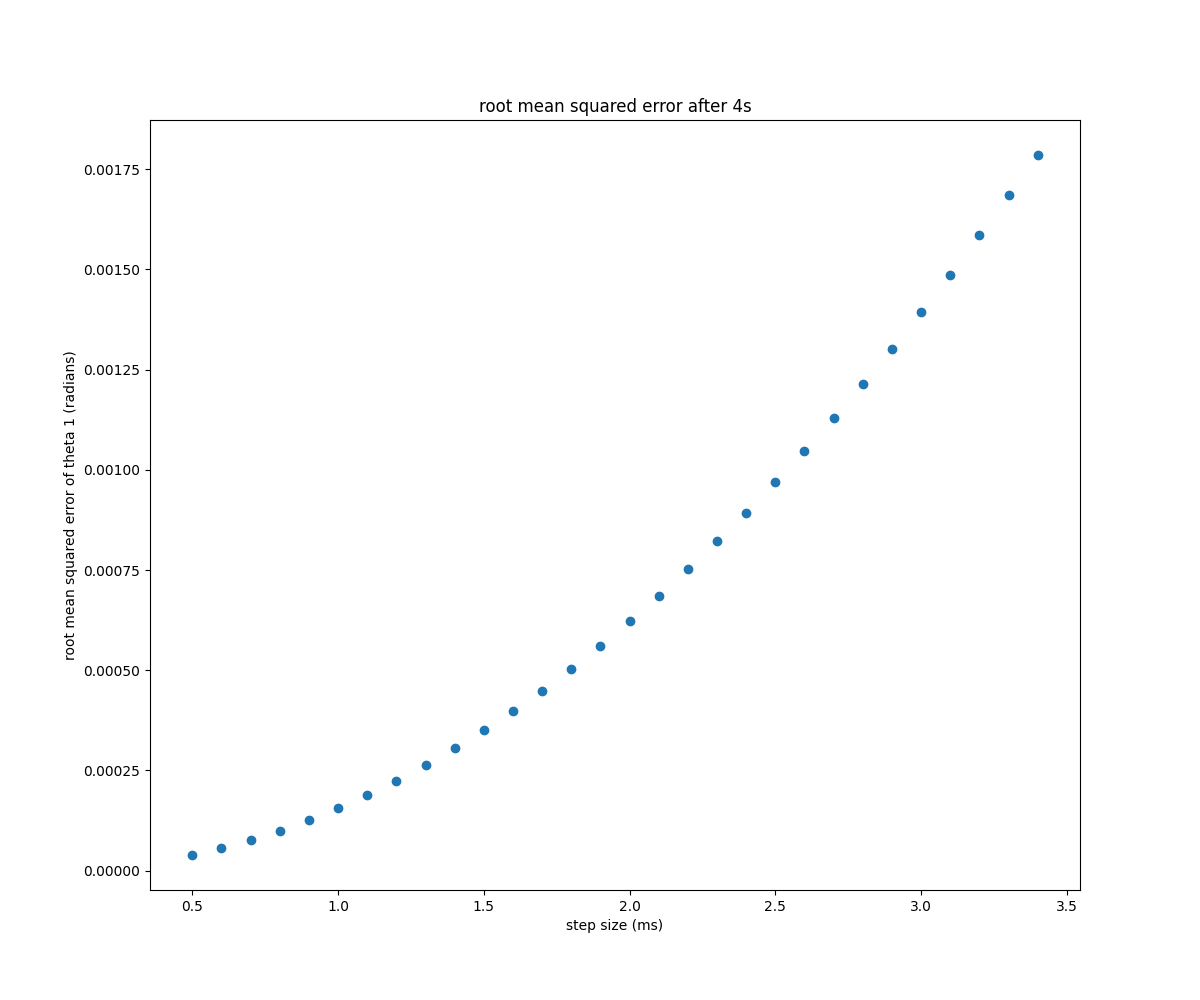 root mean squared error after 4s
root mean squared error of theta 1 (radians)
0.00175
0.00150
0.00125
0.00100
0.00075
0.00050
0.00025
0.00000
0.5 1.0 1.5 2.0 2.5 3.0 3.5
step size (ms)